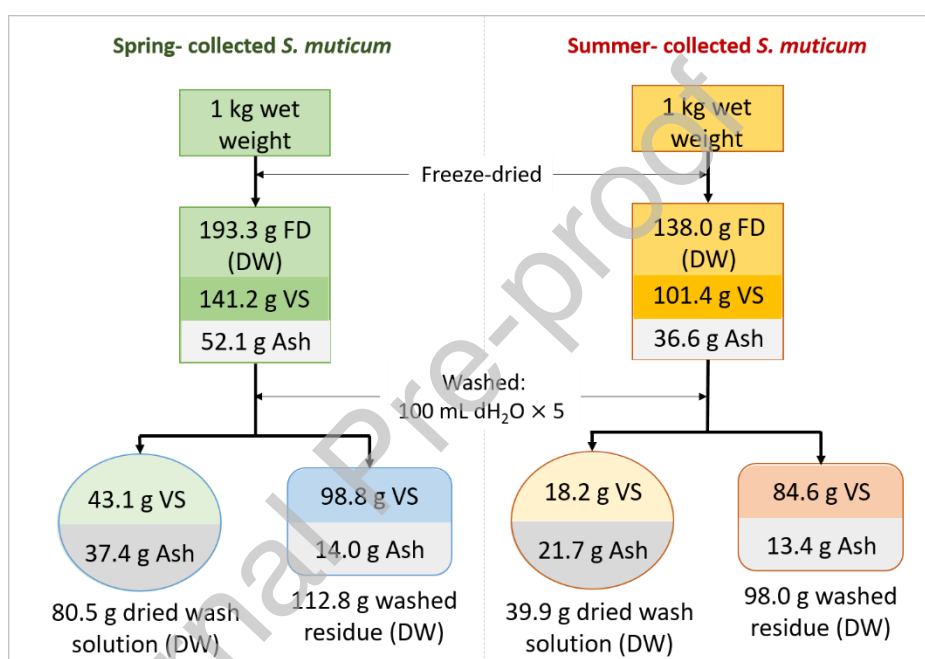 Spring- collected S. muticum
Summer- collected S. muticum
1 kg wet
weight
1 kg wet
weight
Freeze-dried
193.3 g FD
(DW)
141.2 g VS
52.1 g Ash
138.0 g FD
(DW)
101.4 g VS
36.6 g Ash
Washed:
100 mL dH₂O × 5
43.1 g VS
37.4 g Ash
80.5 g dried wash
solution (DW)
98.8 g VS
14.0 g Ash
112.8 g washed
residue (DW)
18.2 g VS
21.7 g Ash
39.9 g dried wash
solution (DW)
84.6 g VS
13.4 g Ash
98.0 g washed
residue (DW)
nal Pre-proof